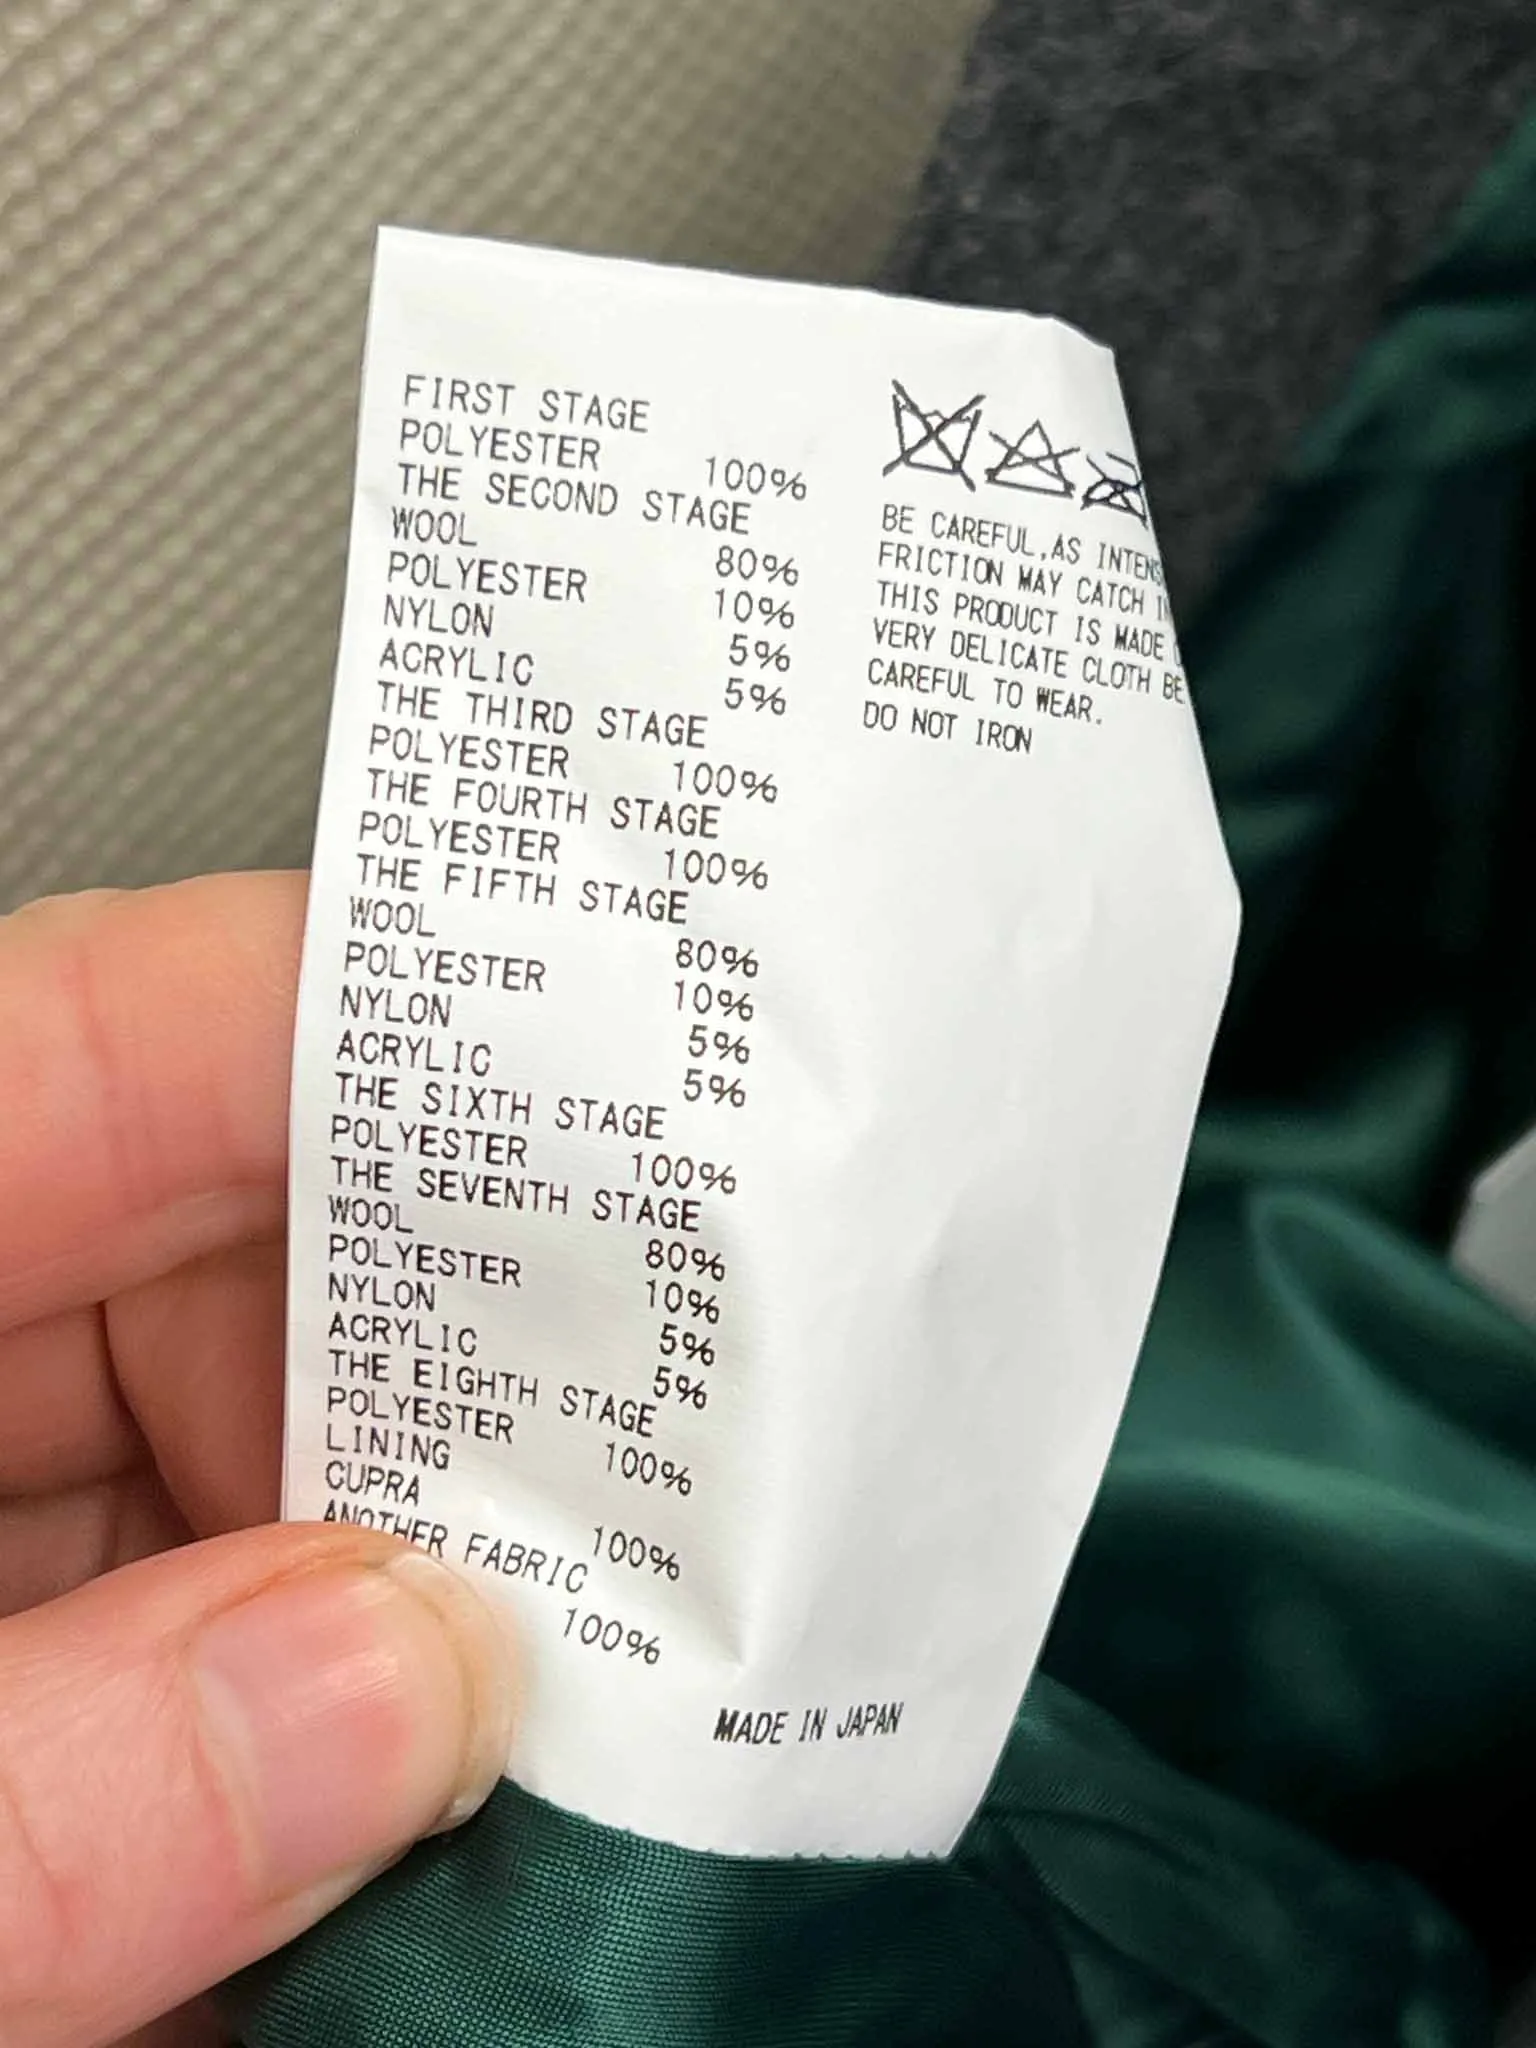 FIRST STAGE
POLYESTER 100%
THE SECOND STAGE
WOOL 80%
POLYESTER 10%
NYLON 5%
ACRYLIC 5%
THE THIRD STAGE
POLYESTER 100%
THE FOURTH STAGE
POLYESTER 100%
THE FIFTH STAGE
WOOL 80%
POLYESTER 10%
NYLON 5%
ACRYLIC 5%
THE SIXTH STAGE
POLYESTER 100%
THE SEVENTH STAGE
WOOL 80%
POLYESTER 10%
NYLON 5%
ACRYLIC 5%
THE EIGHTH STAGE
POLYESTER 100%
LINING
CUPRA 100%
ANOTHER FABRIC
100%
BE CAREFUL,AS
FRICTION MAY CATCH
THIS PRODUCT IS MADE
VERY DELICATE CLOTH BE
CAREFUL TO WEAR.
DO NOT IRON
MADE IN JAPAN